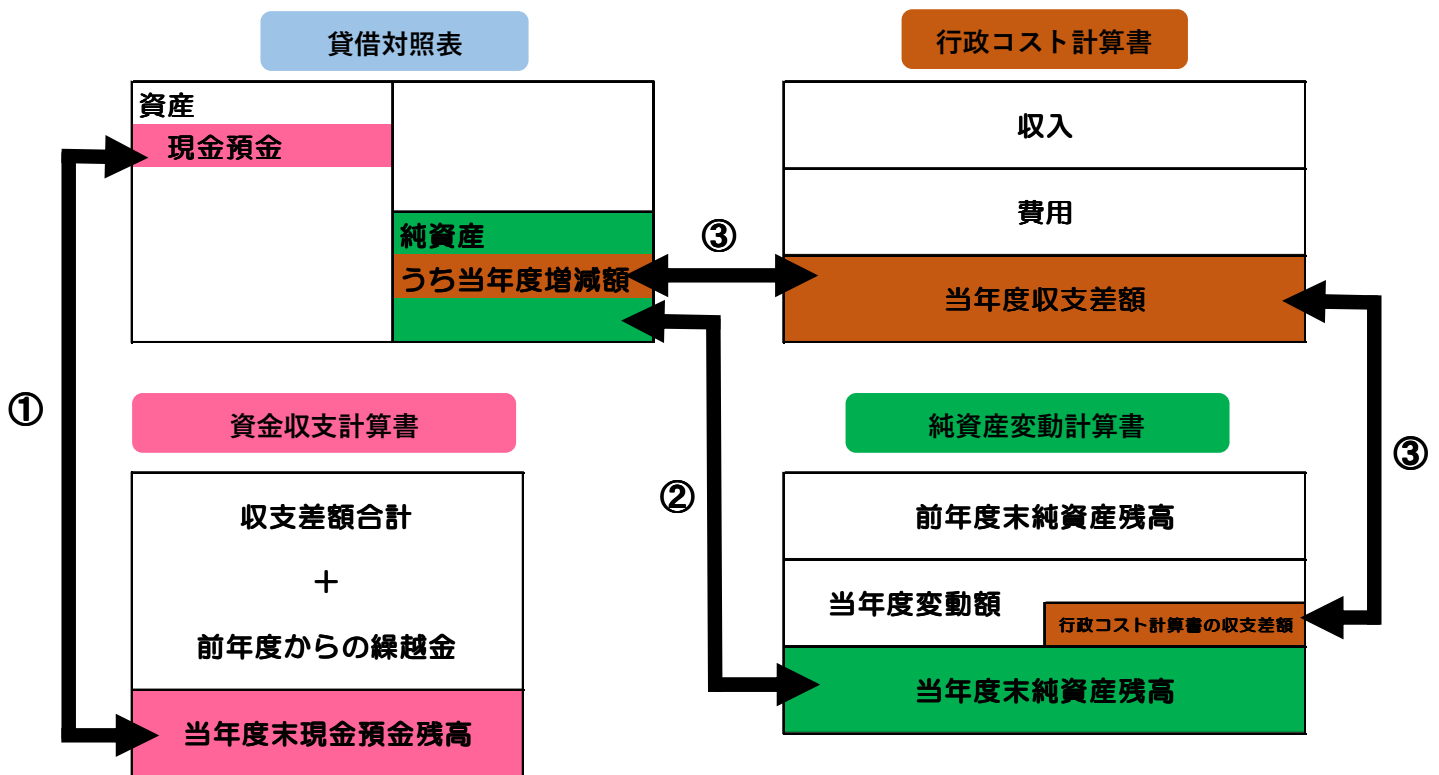 貸借対照表
行政コスト計算書
資産
現金預金
純資産
うち当年度増減額
③
収入
費用
当年度収支差額
①
資金収支計算書
純資産変動計算書
③
②
収支差額合計
+
前年度からの繰越金
当年度末現金預金残高
前年度末純資産残高
当年度変動額
行政コスト計算書の収支差額
当年度末純資産残高